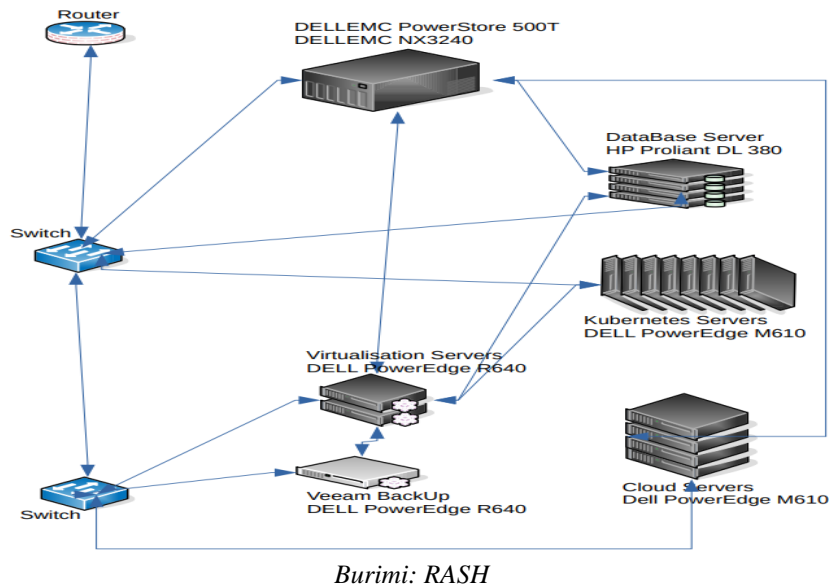 Router
DELLEMC PowerStore 500T
DELLEMC NX3240
DataBase Server
HP Proliant DL 380
Switch
Kubernetes Servers
DELL PowerEdge M610
Virtualisation Servers
DELL PowerEdge R640
Veeam BackUp
DELL PowerEdge R640
Cloud Servers
Dell PowerEdge M610
Switch
Burimi: RASH